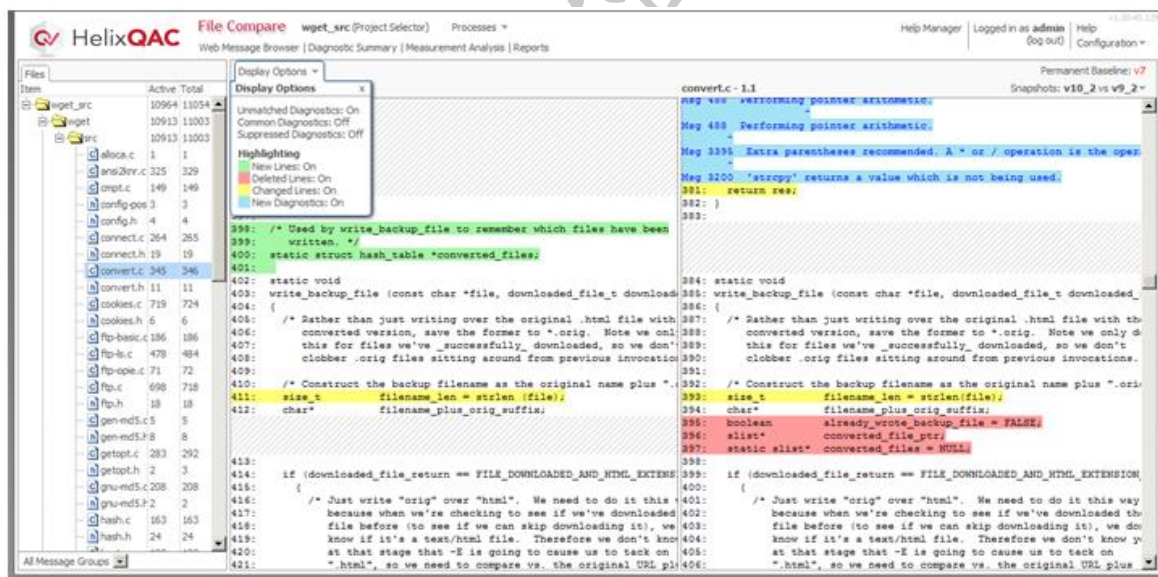 HelixQAC
File Compare wget_src (Project Selector) Processes
Web Message Browser | Diagnostic Summary | Measurement Analysis | Reports
Help Manager
Logged in as admin
(log out)
Help
Configuration
Files
Item Active Total
wget_src 10964 11054
wget 10913 11003
src 10913 11003
alloca.c 1 1
ansi2knr.c 325 329
cmpt.c 149 149
config-pos 3 3
config.h 4 4
connect.c 264 265
connect.h 19 19
convert.c 345 346
convert.h 11 11
cookies.c 719 724
cookies.h 6 6
ftp-basic.c 186 186
ftp-ls.c 478 484
ftp-opie.c 71 72
ftp.c 698 718
ftp.h 18 18
gen-md5.c 5 5
gen-md5.h 8 8
getopt.c 283 292
getopt.h 2 3
gnu-md5.c 208 208
gnu-md5.h 2 2
hash.c 163 163
hash.h 24 24
All Message Groups
Display Options
Display Options x
Unmatched Diagnostics: On
Common Diagnostics: Off
Suppressed Diagnostics: Off
Highlighting
New Lines: On
Deleted Lines: On
Changed Lines: On
New Diagnostics: On
398: /* Used by write_backup_file to remember which files have been
399: written. */
400: static struct hash_table *converted_files;
401:
402: static void
403: write_backup_file (const char *file, downloaded_file_t download
404: {
405: /* Rather than just writing over the original .html file with
406: converted version, save the former to *.orig. Note we onl
407: this for files we've _successfully_ downloaded, so we don'
408: clobber .orig files sitting around from previous invocatio
409:
410: /* Construct the backup filename as the original name plus ".
411: size_t filename_len = strlen (file);
412: char* filename_plus_orig_suffix;
413:
414: if (downloaded_file_return == FILE_DOWNLOADED_AND_HTML_EXTENS
415: {
416: /* Just write "orig" over "html". We need to do it this
417: because when we're checking to see if we've downloaded
418: file before (to see if we can skip downloading it), we
419: know if it's a text/html file. Therefore we don't kno
420: at that stage that -E is going to cause us to tack on
421: ".html", so we need to compare vs. the original URL pl
Permanent Baseline: v7
convert.c - 1.1
Snapshots: v10_2 vs v9_2
Msg 488 Performing pointer arithmetic.
Msg 488 Performing pointer arithmetic.
Msg 3395 Extra parentheses recommended. A * or / operation is the oper
Msg 3200 'strcpy' returns a value which is not being used.
381: return res;
382: }
383:
384: static void
385: write_backup_file (const char *file, downloaded_file_t downloaded_
386: {
387: /* Rather than just writing over the original .html file with th
388: converted version, save the former to *.orig. Note we only d
389: this for files we've _successfully_ downloaded, so we don't
390: clobber .orig files sitting around from previous invocations.
391:
392: /* Construct the backup filename as the original name plus ".ori
393: size_t filename_len = strlen(file);
394: char* filename_plus_orig_suffix;
395: boolean already_wrote_backup_file = FALSE;
396: slist* converted_file_ptr;
397: static slist* converted_files = NULL;
398:
399: if (downloaded_file_return == FILE_DOWNLOADED_AND_HTML_EXTENSION
400: {
401: /* Just write "orig" over "html". We need to do it this way
402: because when we're checking to see if we've downloaded th
403: file before (to see if we can skip downloading it), we do
404: know if it's a text/html file. Therefore we don't know y
405: at that stage that -E is going to cause us to tack on
406: ".html", so we need to compare vs. the original URL plus